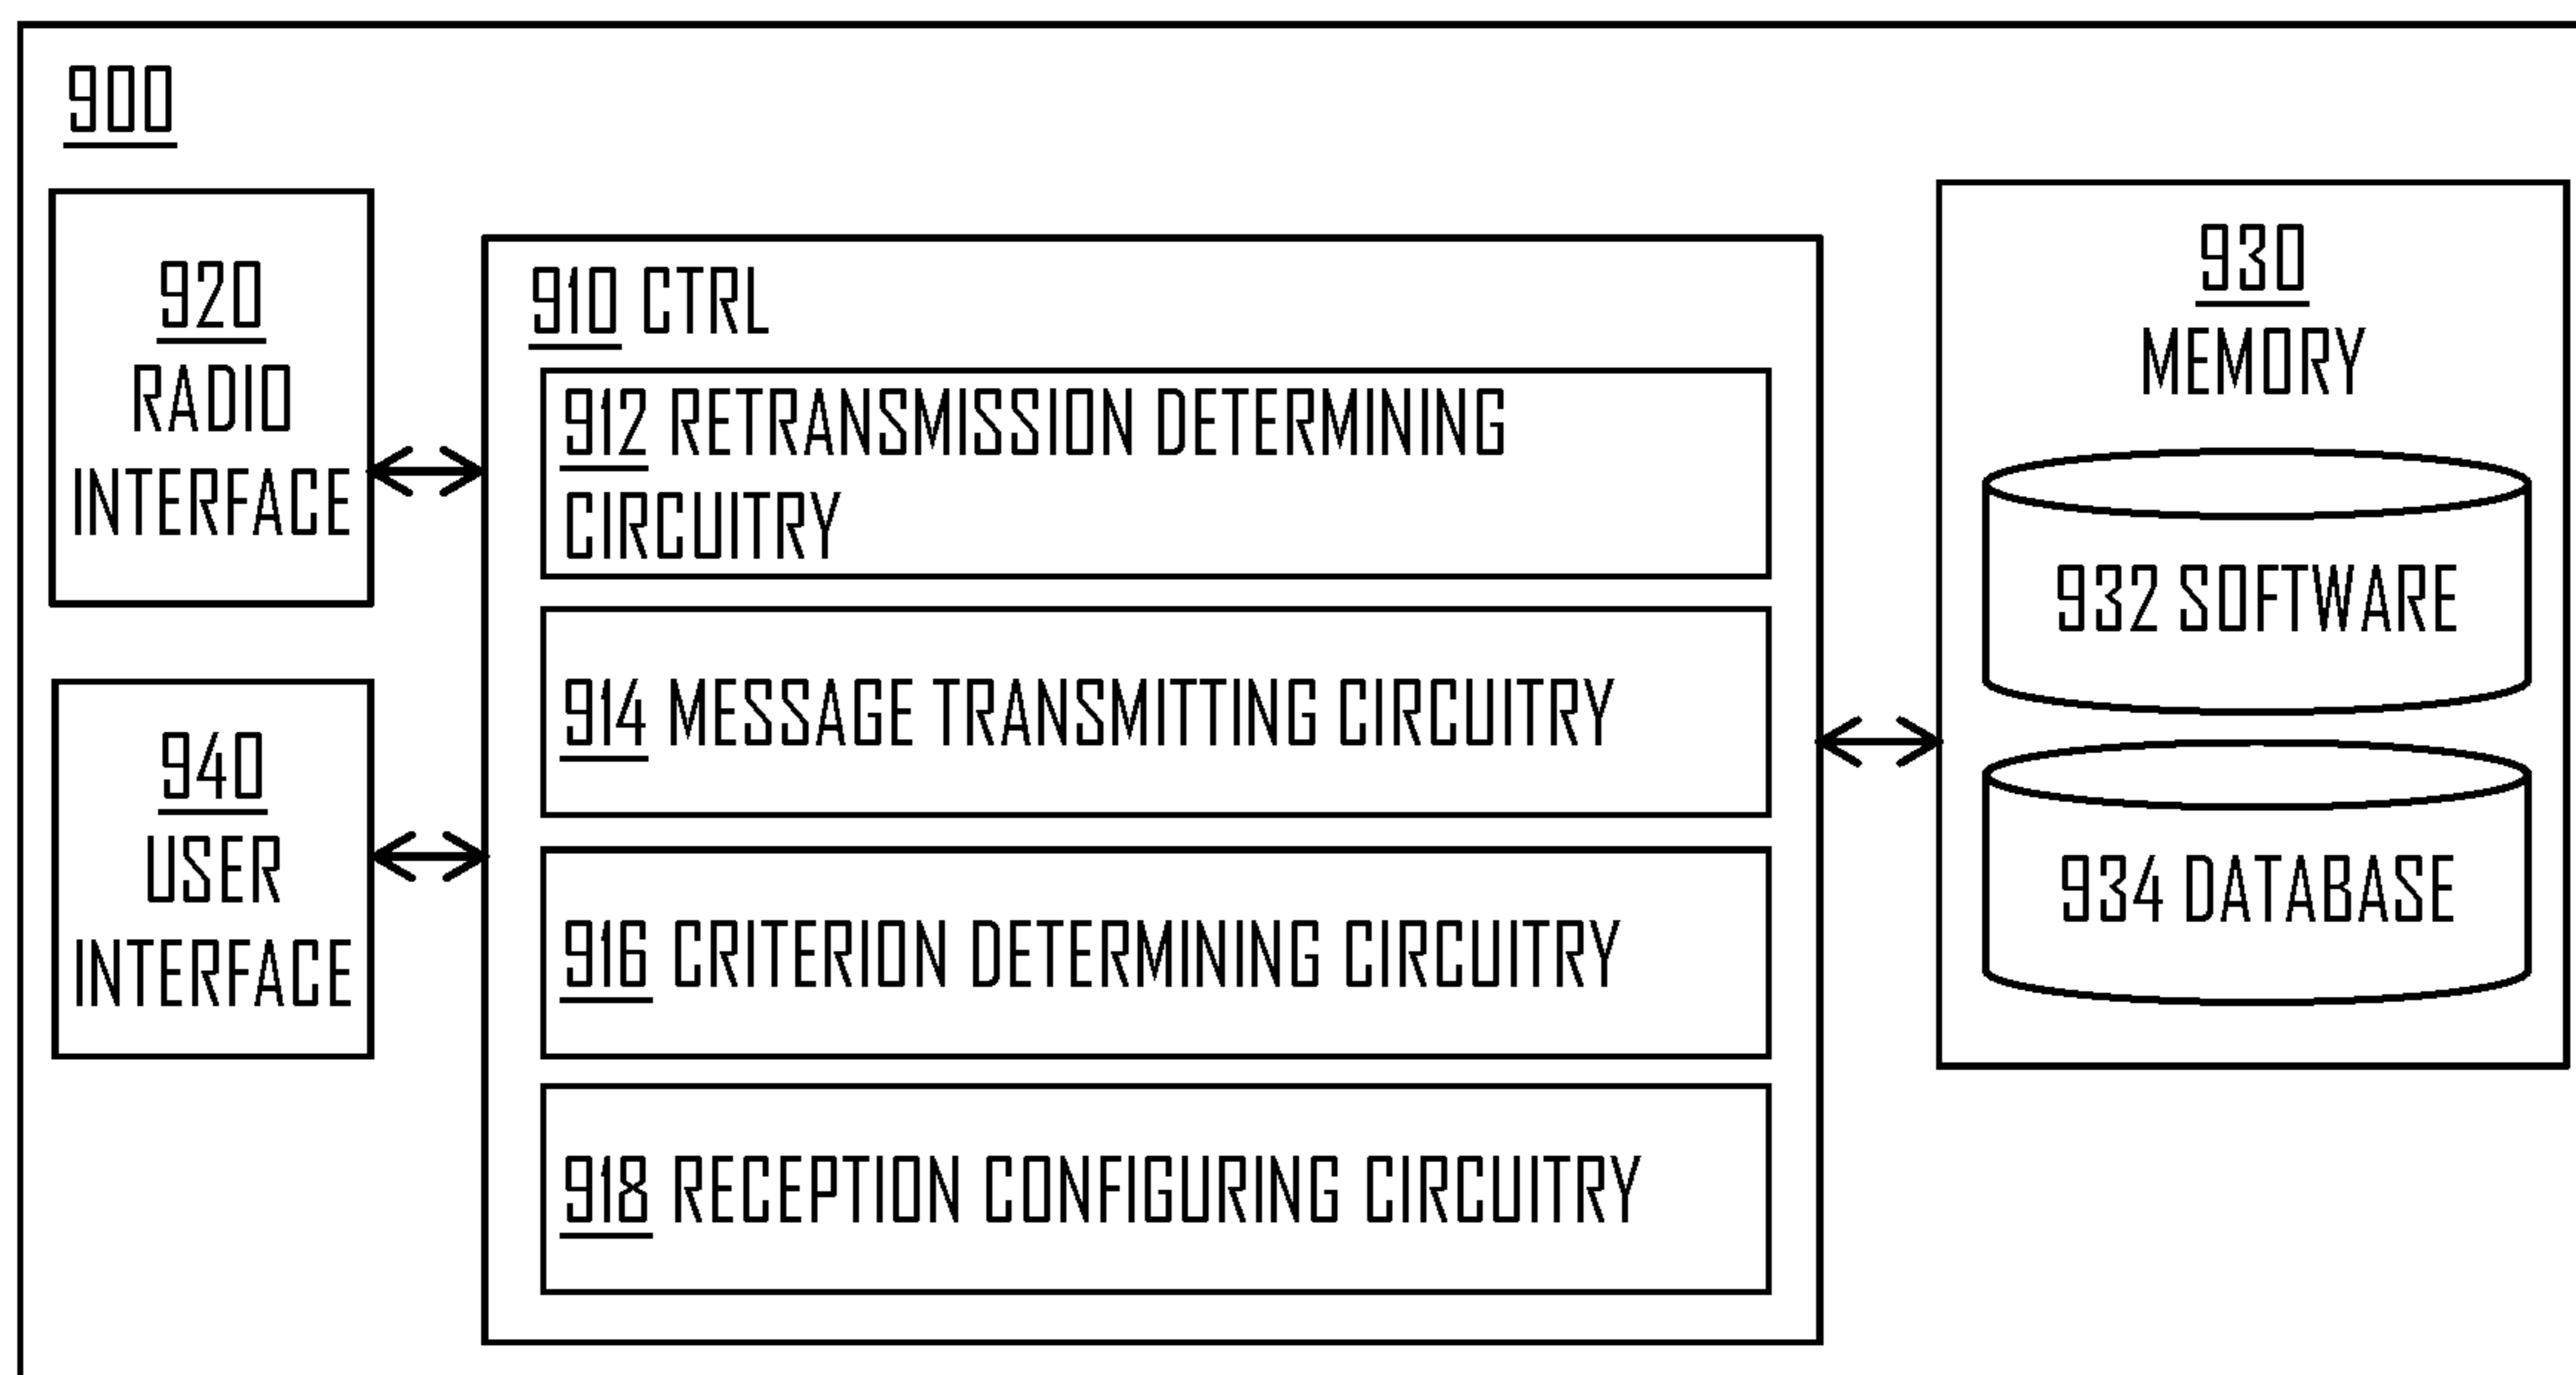 900
920
RADIO
INTERFACE
940
USER
INTERFACE
910 CTRL
912 RETRANSMISSION DETERMINING
CIRCUITRY
914 MESSAGE TRANSMITTING CIRCUITRY
916 CRITERION DETERMINING CIRCUITRY
918 RECEPTION CONFIGURING CIRCUITRY
930
MEMORY
932 SOFTWARE
934 DATABASE